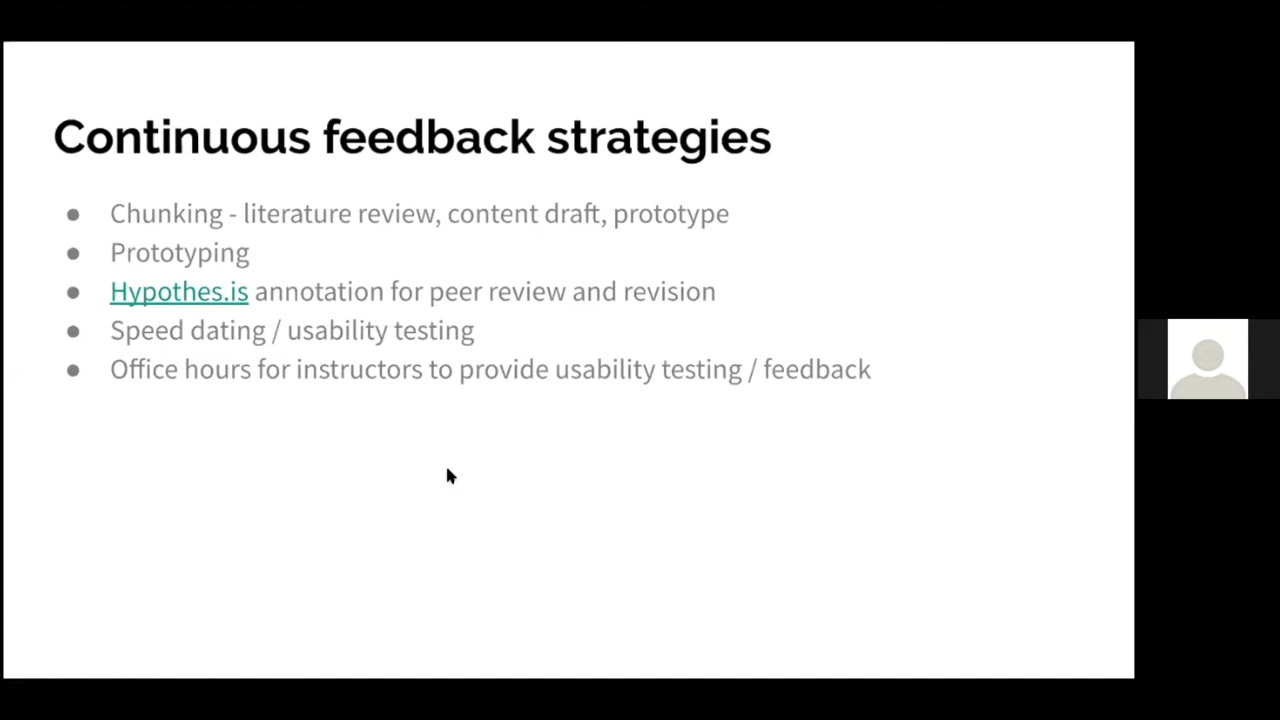 Continuous feedback strategies
● Chunking - literature review, content draft, prototype
● Prototyping
● Hypothes.is annotation for peer review and revision
● Speed dating / usability testing
● Office hours for instructors to provide usability testing / feedback